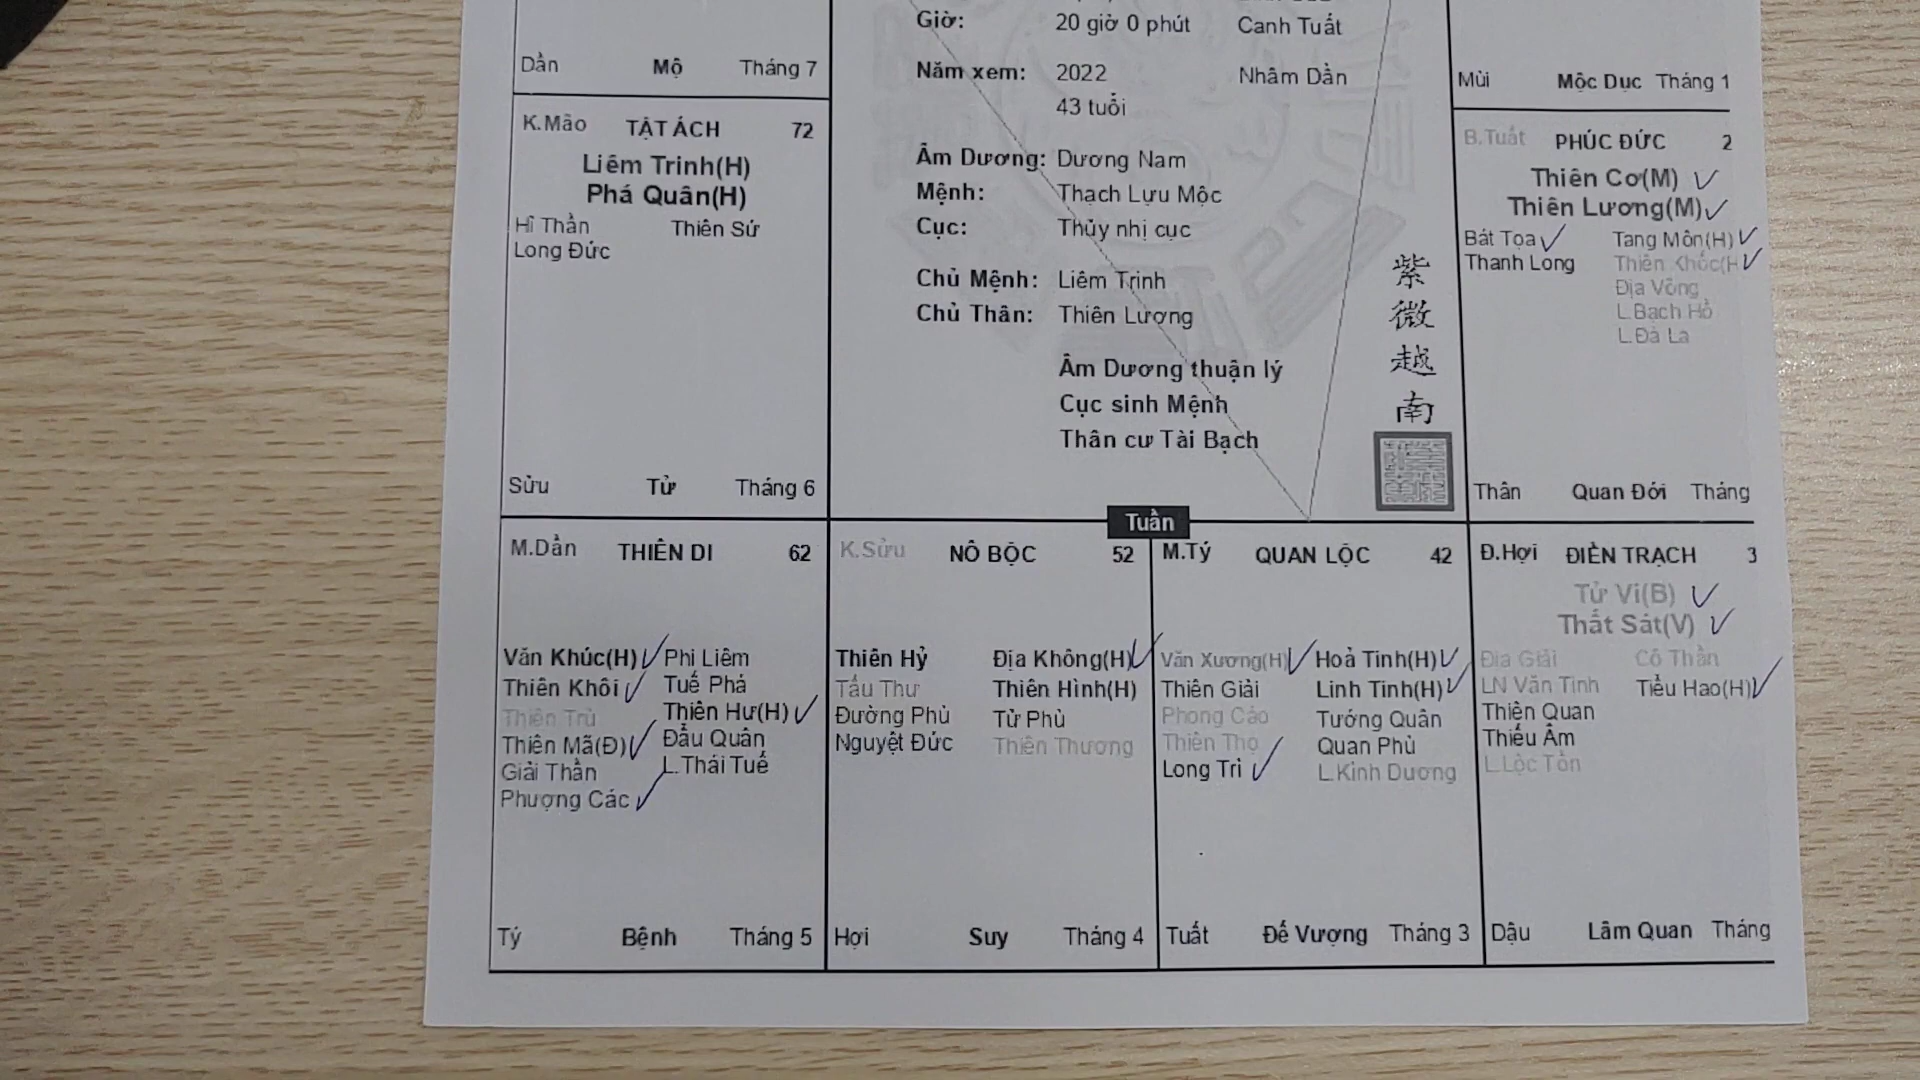 Giờ: 20 giờ 0 phút Canh Tuất
Năm xem: 2022 Nhâm Dần
43 tuổi
Âm Dương: Dương Nam
Mệnh: Thạch Lựu Mộc
Cục: Thủy nhị cục
Chủ Mệnh: Liêm Trinh
Chủ Thân: Thiên Lương
Âm Dương thuận lý
Cục sinh Mệnh
Thân cư Tài Bạch
紫
微
越
南
Dần Mộ Tháng 7
K.Mão TẬT ÁCH 72
Liêm Trinh(H)
Phá Quân(H)
Hỉ Thần Thiên Sứ
Long Đức
Sửu Tử Tháng 6
Mùi Mộc Dục Tháng 1
B.Tuất PHÚC ĐỨC 2
Thiên Cơ(M)
Thiên Lương(M)
Bát Tọa Tang Môn(H)
Thanh Long Thiên Khốc(H
Địa Võng
L.Bạch Hổ
L.Đà La
Thân Quan Đới Tháng
Tuần
M.Dần THIÊN DI 62
Văn Khúc(H) Phi Liêm
Thiên Khôi Tuế Phá
Thiên Trù Thiên Hư(H)
Thiên Mã(Đ) Đẩu Quân
Giải Thần L.Thái Tuế
Phượng Các
Tý Bệnh Tháng 5
K.Sửu NÔ BỘC 52
Thiên Hỷ Địa Không(H)
Tấu Thư Thiên Hình(H)
Đường Phù Tử Phù
Nguyệt Đức Thiên Thương
Hợi Suy Tháng 4
M.Tý QUAN LỘC 42
Văn Xương(H) Hoả Tinh(H)
Thiên Giải Linh Tinh(H)
Phong Cáo Tướng Quân
Thiên Thọ Quan Phù
Long Trì L.Kình Dương
Tuất Đế Vượng Tháng 3
Đ.Hợi ĐIỀN TRẠCH 3
Tử Vi(B)
Thất Sát(V)
Địa Giải Cô Thần
LN Văn Tinh Tiểu Hao(H)
Thiên Quan
Thiếu Âm
L.Lộc Tồn
Dậu Lâm Quan Tháng